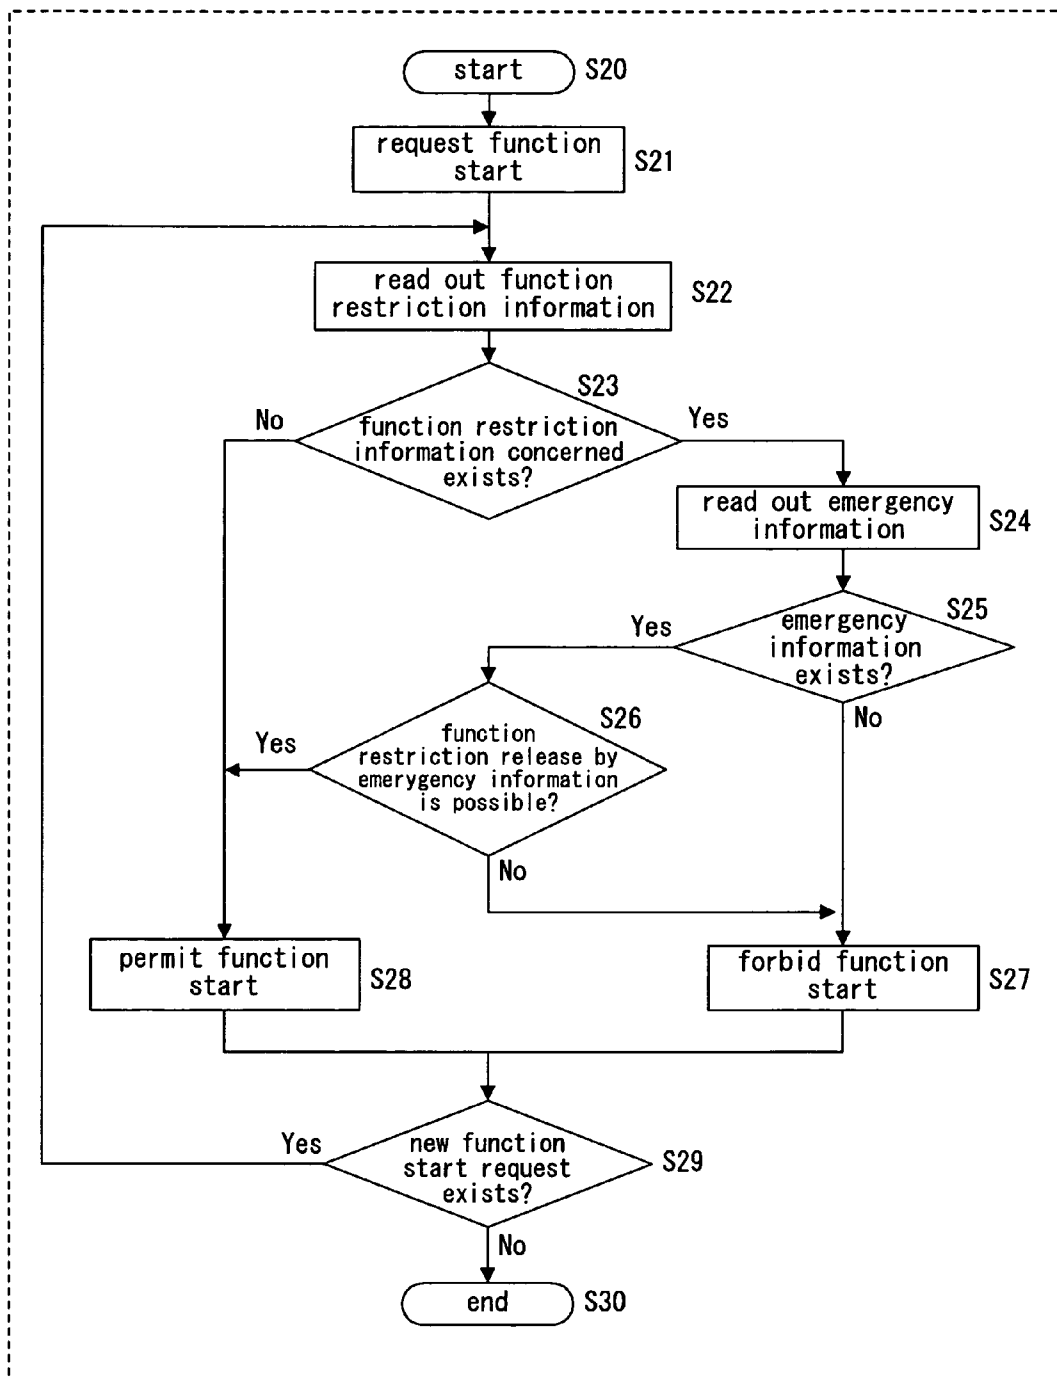 start
S20
request function
start
S21
read out function
restriction information
S22
S23
No
Yes
function restriction
information concerned
exists?
read out emergency
information
S24
S25
Yes
emergency
information
exists?
No
S26
Yes
function
restriction release by
emerygency information
is possible?
No
permit function
start
S28
forbid function
start
S27
Yes
new function
start request
exists?
S29
No
end
S30